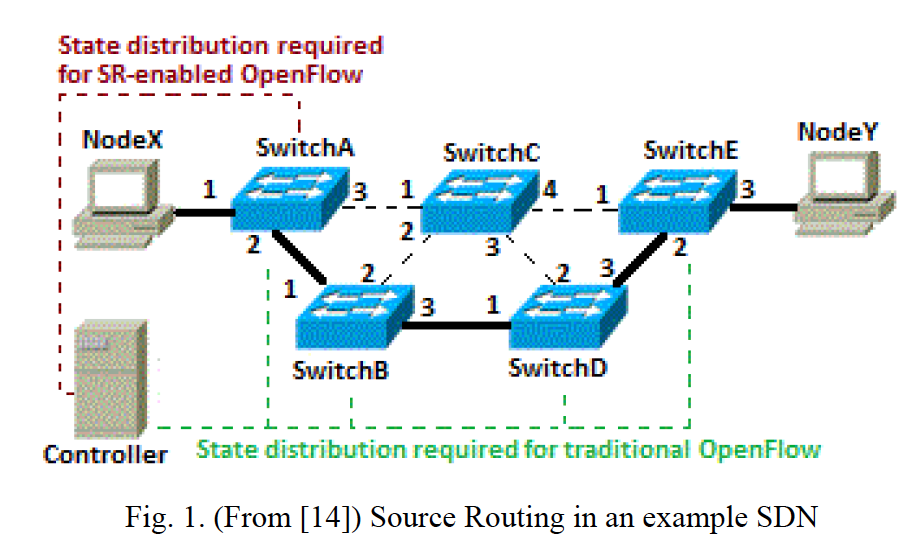 State distribution required
for SR-enabled OpenFlow
NodeX
SwitchA
SwitchC
SwitchE
NodeY
1
3
1
4
1
3
2
2
3
2
1
2
3
1
2
3
SwitchB
SwitchD
Controller
State distribution required for traditional OpenFlow
Fig. 1. (From [14]) Source Routing in an example SDN